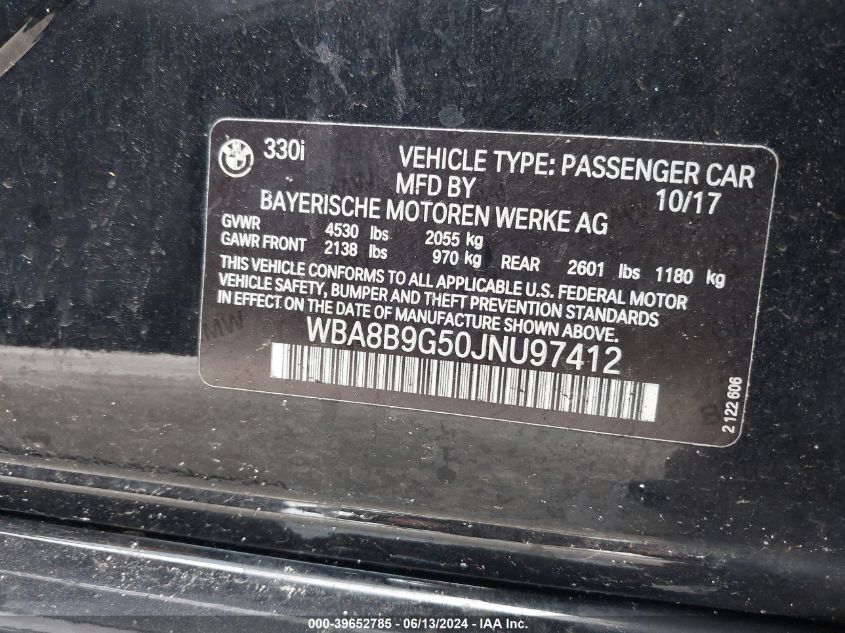 330i
VEHICLE TYPE: PASSENGER CAR
MFD BY 10/17
BAYERISCHE MOTOREN WERKE AG
GVWR 4530 lbs 2055 kg
GAWR FRONT 2138 lbs 970 kg REAR 2601 lbs 1180 kg
THIS VEHICLE CONFORMS TO ALL APPLICABLE U.S. FEDERAL MOTOR
VEHICLE SAFETY, BUMPER AND THEFT PREVENTION STANDARDS
IN EFFECT ON THE DATE OF MANUFACTURE SHOWN ABOVE.
WBA8B9G50JNU97412
2 122 606
000-39652785 - 06/13/2024 - IAA, Inc.